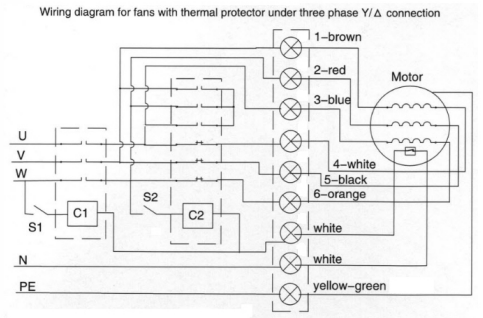 Wiring diagram for fans with thermal protector under three phase Y/Δ connection
1-brown
2-red
Motor
3-blue
U
V
4-white
W
5-black
6-orange
S1
C1
S2
C2
white
N
white
PE
yellow-green